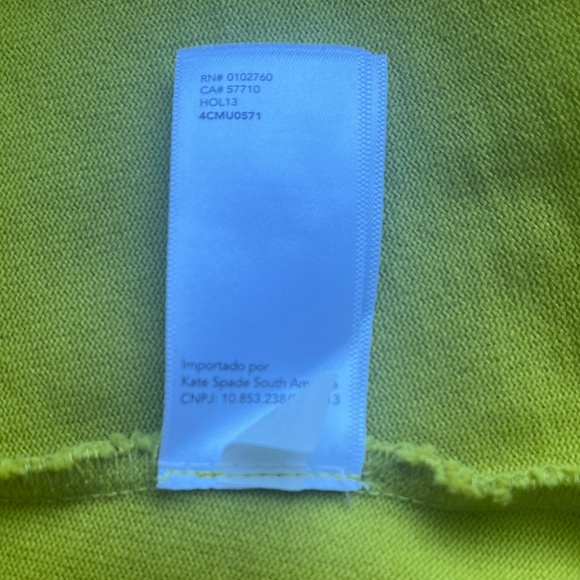 RN# 0102760
CA# 57710
HOL13
4CMU0571
Importado por
Kate Spade South
CNPJ: 10.853.238